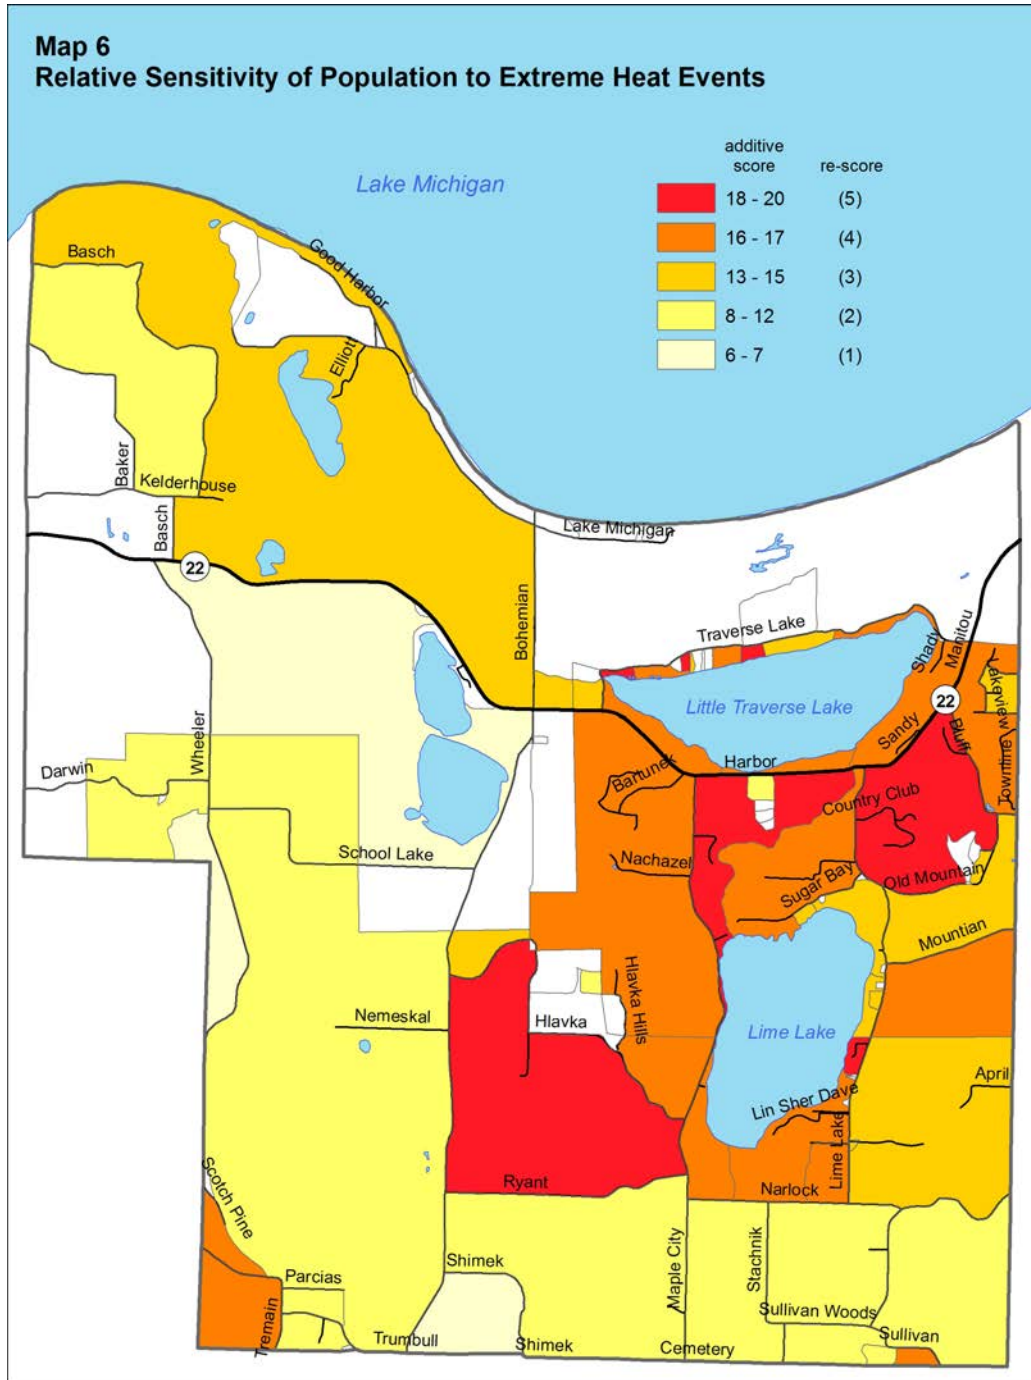 Map 6
Relative Sensitivity of Population to Extreme Heat Events
additive score
re-score
Lake Michigan
18 - 20 (5)
16 - 17 (4)
13 - 15 (3)
8 - 12 (2)
6 - 7 (1)
Basch
Good Harbor
Elliott
Baker
Kelderhouse
Basch
Lake Michigan
22
Bohemian
Traverse Lake
Shady
Manitou
Lakeview
Little Traverse Lake
22
Wheeler
Sandy
Bluff
Darwin
Bartunek
Harbor
Townline
Country Club
School Lake
Nachazel
Sugar Bay
Old Mountain
Mountian
Hlavka Hills
Nemeskal
Hlavka
Lime Lake
April
Lin Sher Dave
Lime Lake
Scotch Pine
Ryant
Narlock
Shimek
Maple City
Stachnik
Parcias
Sullivan Woods
Tremain
Trumbull
Shimek
Cemetery
Sullivan